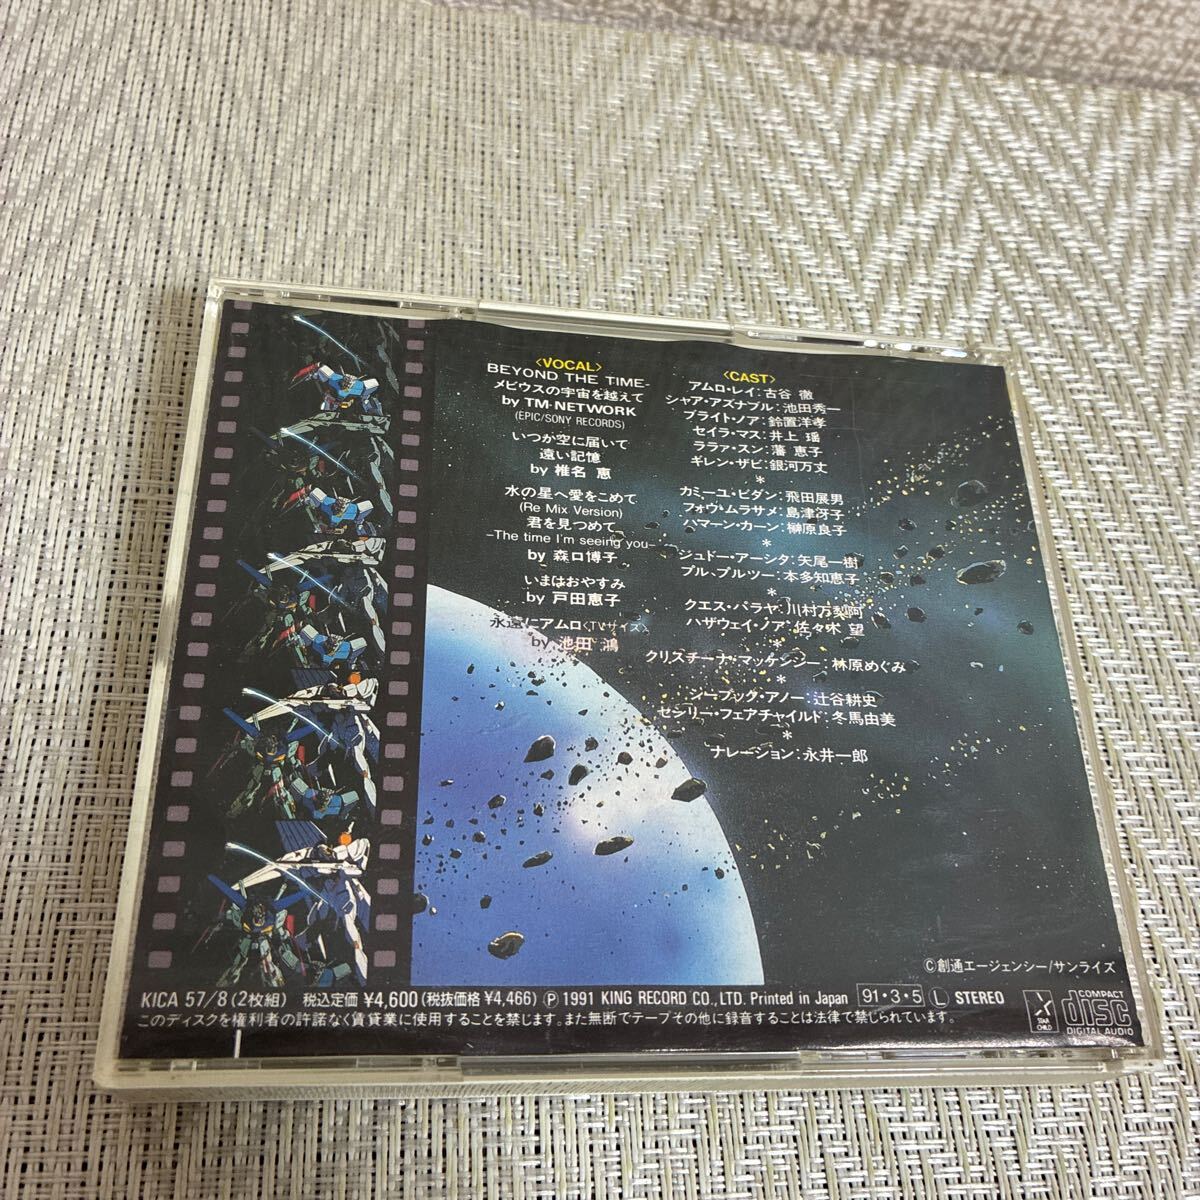 〈VOCAL〉
BEYOND THE TIME-
メビウスの宇宙を越えて
by TM-NETWORK
(EPIC/SONY RECORDS)
いつか空に届いて
遠い記憶
by 椎名 恵
水の星へ愛をこめて
(Re Mix Version)
君を見つめて
-The time I'm seeing you-
by 森口博子
いまはおやすみ
by 戸田恵子
永遠にアムロ〈TVサイズ〉
by 池田 鴻
〈CAST〉
アムロ・レイ:古谷 徹
シャア・アズナブル:池田秀一
ブライト・ノア:鈴置洋孝
セイラ・マス:井上 瑶
ララァ・スン:藩 恵子
ギレン・ザビ:銀河万丈
*
カミーユ・ビダン:飛田展男
フォウ・ムラサメ:島津冴子
ハマーン・カーン:榊原良子
*
ジュドー・アーシタ:矢尾一樹
プル、プルツー:本多知恵子
*
クエス・パラヤ:川村万梨阿
ハザウェイ・ノア:佐々木 望
*
クリスチーナ・マッケンジー:林原めぐみ
*
シーブック・アノー:辻谷耕史
セシリー・フェアチャイルド:冬馬由美
*
ナレーション:永井一郎
©創通エージェンシー/サンライズ
KICA 57/8(2枚組) 税込定価 ¥4,600(税抜価格 ¥4,466) Ⓟ 1991 KING RECORD CO., LTD. Printed in Japan 91・3・5 Ⓛ STEREO
このディスクを権利者の許諾なく賃貸業に使用することを禁じます。また無断でテープその他に録音することは法律で禁じられています。
STAR
CHILD
COMPACT
disc
DIGITAL AUDIO